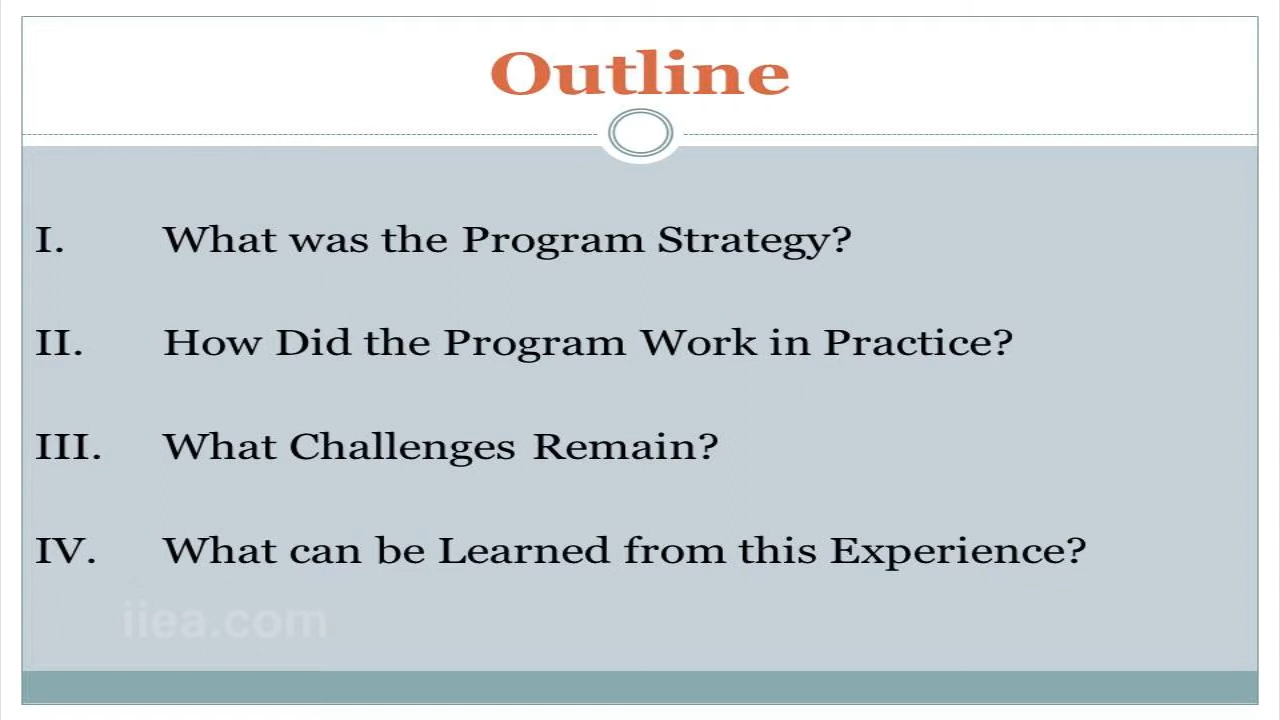 Outline
I. What was the Program Strategy?
II. How Did the Program Work in Practice?
III. What Challenges Remain?
IV. What can be Learned from this Experience?
iiea.com